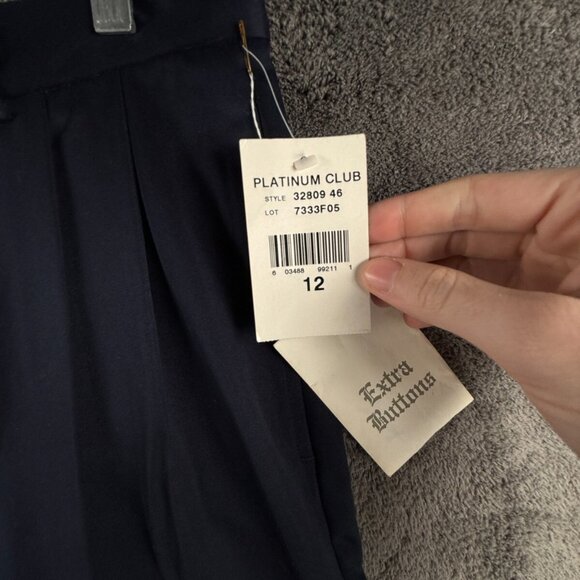 PLATINUM CLUB
STYLE 32809 46
LOT 7333F05
6 03488 99211 1
12
Extra
Buttons